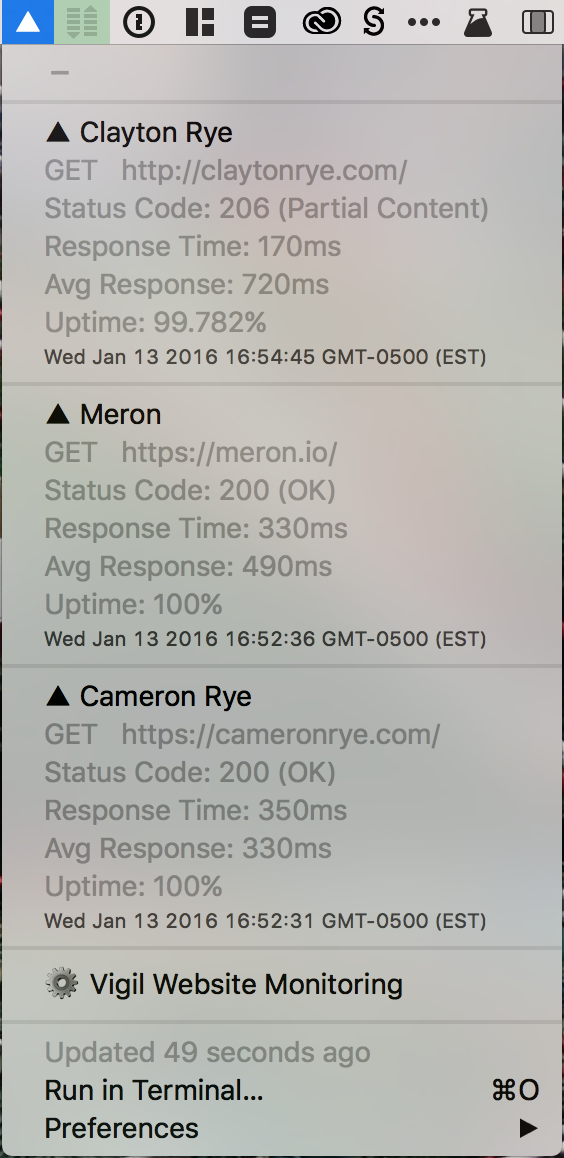 –
▲ Clayton Rye
GET http://claytonrye.com/
Status Code: 206 (Partial Content)
Response Time: 170ms
Avg Response: 720ms
Uptime: 99.782%
Wed Jan 13 2016 16:54:45 GMT-0500 (EST)
▲ Meron
GET https://meron.io/
Status Code: 200 (OK)
Response Time: 330ms
Avg Response: 490ms
Uptime: 100%
Wed Jan 13 2016 16:52:36 GMT-0500 (EST)
▲ Cameron Rye
GET https://cameronrye.com/
Status Code: 200 (OK)
Response Time: 350ms
Avg Response: 330ms
Uptime: 100%
Wed Jan 13 2016 16:52:31 GMT-0500 (EST)
Vigil Website Monitoring
Updated 49 seconds ago
Run in Terminal... ⌘O
Preferences ▶